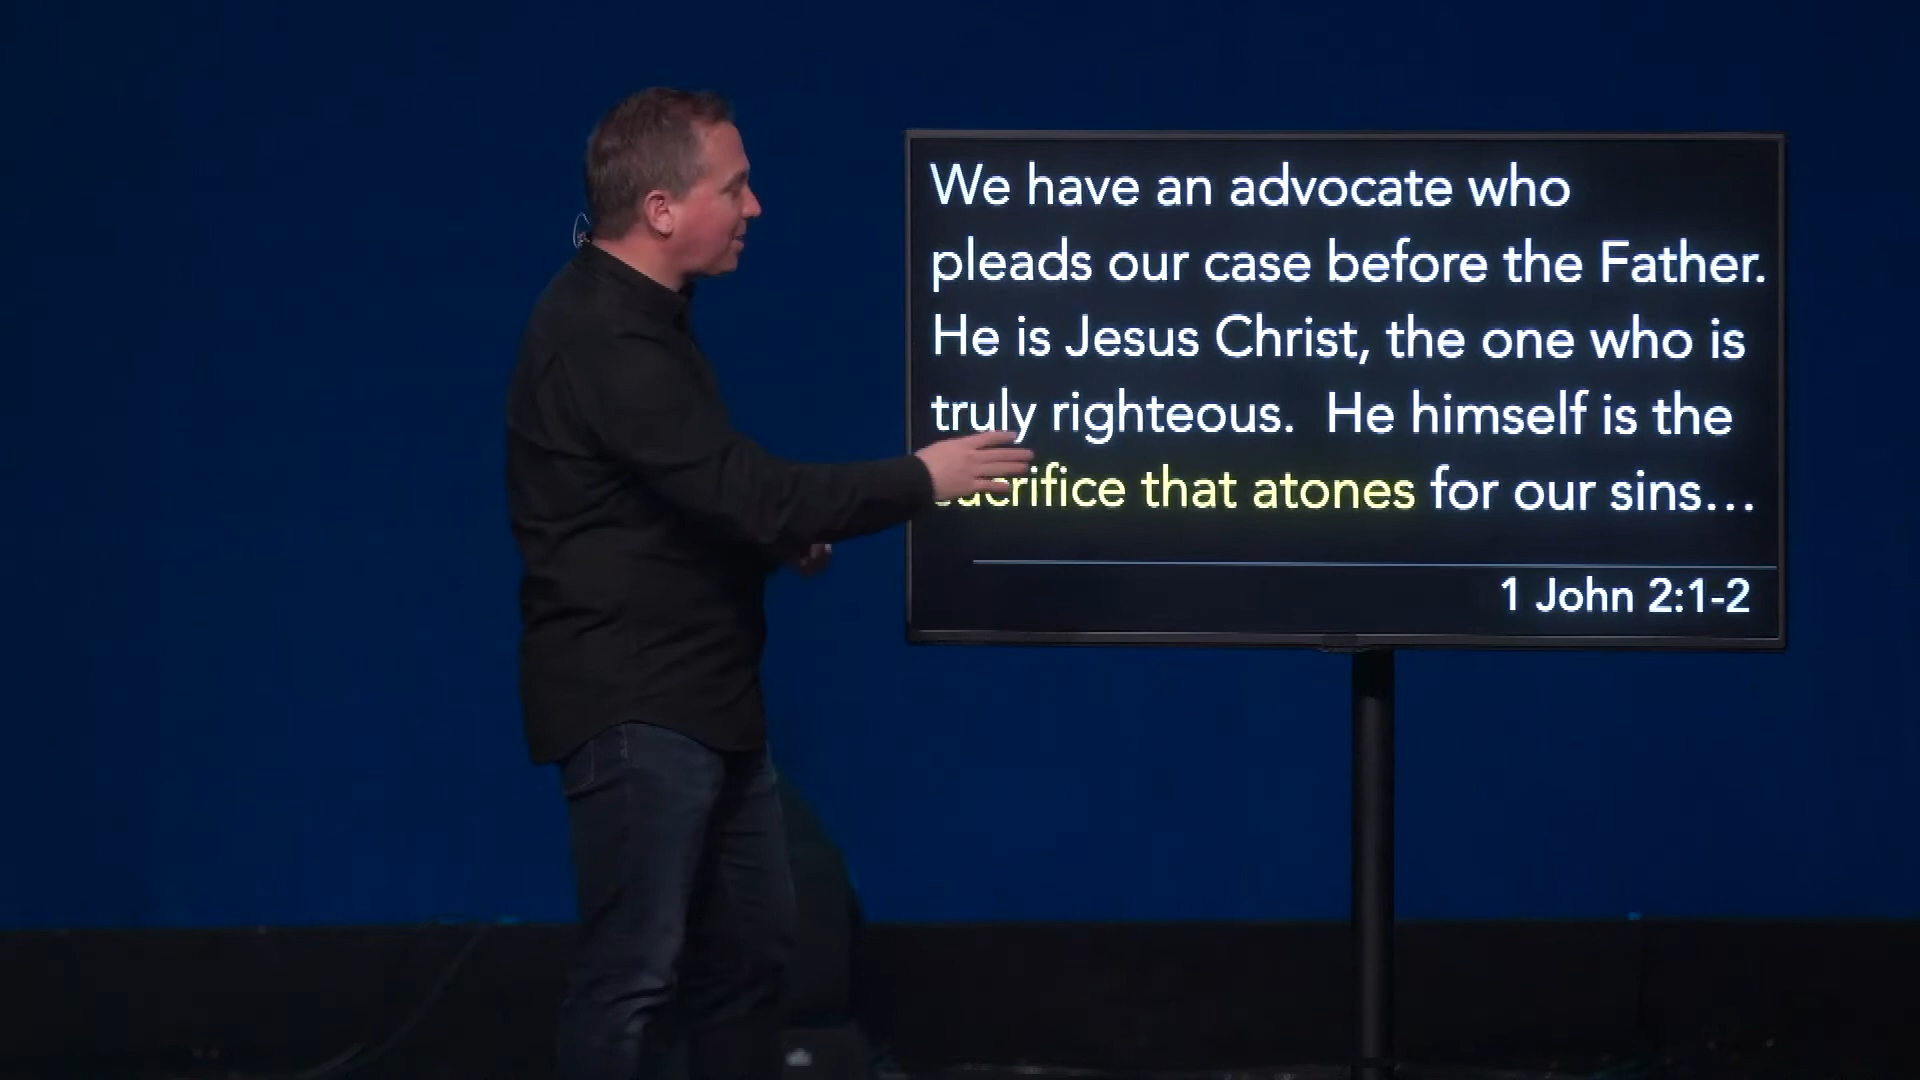 We have an advocate who
pleads our case before the Father.
He is Jesus Christ, the one who is
truly righteous. He himself is the
sacrifice that atones for our sins…
1 John 2:1-2